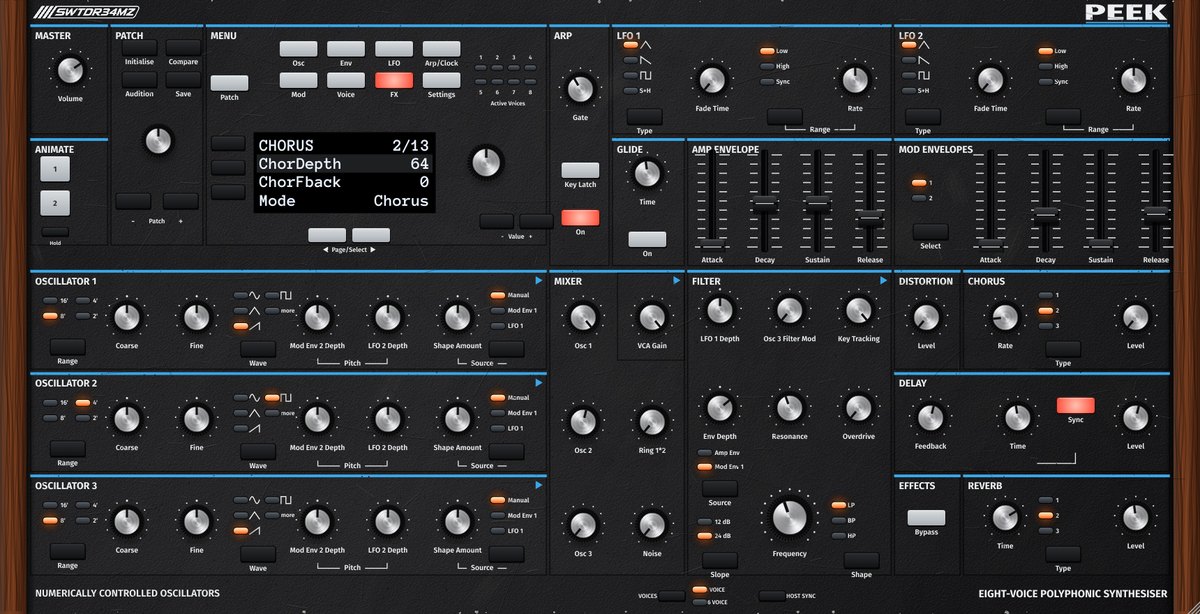 SWTDR34MZ
PEEK
MASTER
Volume
ANIMATE
1
2
Hold
PATCH
Initialise Compare
Audition Save
- Patch +
MENU
Patch
Osc Env LFO Arp/Clock
Mod Voice FX Settings
1 2 3 4
5 6 7 8
Active Voices
CHORUS 2/13
ChorDepth 64
ChorFback 0
Mode Chorus
◀ Page/Select ▶
- Value +
ARP
Gate
Key Latch
On
LFO 1
S+H
Type
Fade Time
Low
High
Sync
Rate
Range
LFO 2
S+H
Type
Fade Time
Low
High
Sync
Rate
Range
GLIDE
Time
On
AMP ENVELOPE
Attack Decay Sustain Release
MOD ENVELOPES
1
2
Select
Attack Decay Sustain Release
OSCILLATOR 1
16' 4'
8' 2'
Range
Coarse
Fine
more
Wave
Mod Env 2 Depth LFO 2 Depth
Pitch
Shape Amount
Manual
Mod Env 1
LFO 1
Source
OSCILLATOR 2
16' 4'
8' 2'
Range
Coarse
Fine
more
Wave
Mod Env 2 Depth LFO 2 Depth
Pitch
Shape Amount
Manual
Mod Env 1
LFO 1
Source
OSCILLATOR 3
16' 4'
8' 2'
Range
Coarse
Fine
more
Wave
Mod Env 2 Depth LFO 2 Depth
Pitch
Shape Amount
Manual
Mod Env 1
LFO 1
Source
MIXER
Osc 1 VCA Gain
Osc 2 Ring 1*2
Osc 3 Noise
FILTER
LFO 1 Depth Osc 3 Filter Mod Key Tracking
Env Depth Resonance Overdrive
Amp Env
Mod Env 1
Source
12 dB
24 dB
Slope
Frequency
LP
BP
HP
Shape
DISTORTION
Level
CHORUS
Rate
1
2
3
Type
Level
DELAY
Feedback
Time
Sync
Level
EFFECTS
Bypass
REVERB
Time
1
2
3
Type
Level
NUMERICALLY CONTROLLED OSCILLATORS
VOICES
8 VOICE
6 VOICE
HOST SYNC
EIGHT-VOICE POLYPHONIC SYNTHESISER